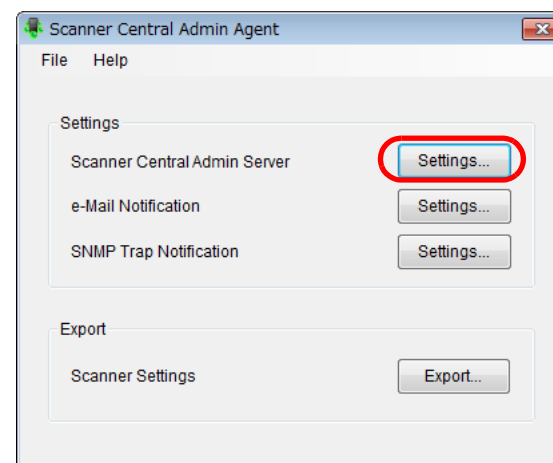 Scanner Central Admin Agent
File Help
Settings
Scanner Central Admin Server Settings...
e-Mail Notification Settings...
SNMP Trap Notification Settings...
Export
Scanner Settings Export...